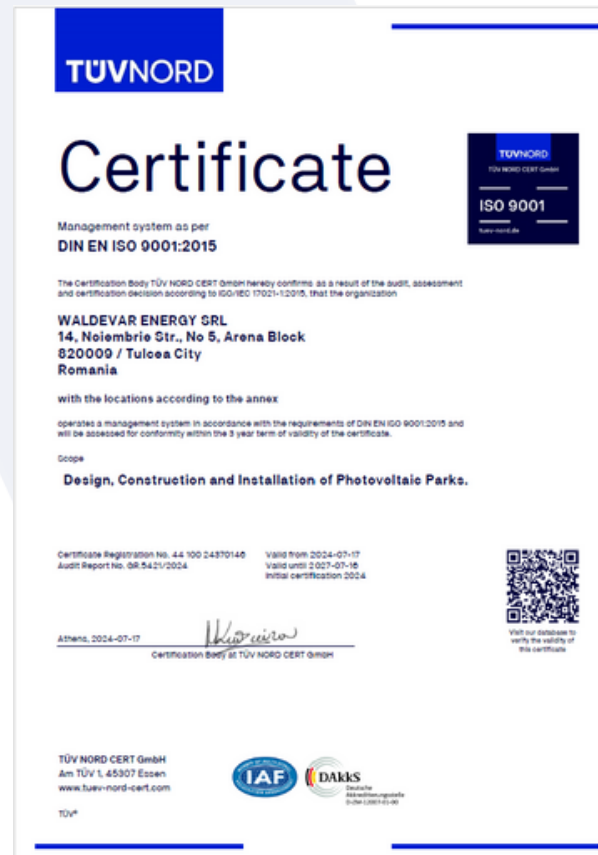 TÜVNORD
Certificate
TÜVNORD
TÜV NORD CERT GmbH
ISO 9001
tuev-nord.de
Management system as per
DIN EN ISO 9001:2015
The Certification Body TÜV NORD CERT GmbH hereby confirms as a result of the audit, assessment
and certification decision according to ISO/IEC 17021-1:2015, that the organization
WALDEVAR ENERGY SRL
14, Noiembrie Str., No 5, Arena Block
820009 / Tulcea City
Romania
with the locations according to the annex
operates a management system in accordance with the requirements of DIN EN ISO 9001:2015 and
will be assessed for conformity within the 3 year term of validity of the certificate.
Scope
Design, Construction and Installation of Photovoltaic Parks.
Certificate Registration No. 44 100 24370146
Audit Report No. GR.5421/2024
Valid from 2024-07-17
Valid until 2027-07-16
Initial certification 2024
Visit our database to
verify the validity of
this certificate
Athens, 2024-07-17
Certification Body at TÜV NORD CERT GmbH
TÜV NORD CERT GmbH
Am TÜV 1, 45307 Essen
www.tuev-nord-cert.com
TÜV®
IAF
DAkkS
Deutsche
Akkreditierungsstelle
D-ZM-12007-01-00